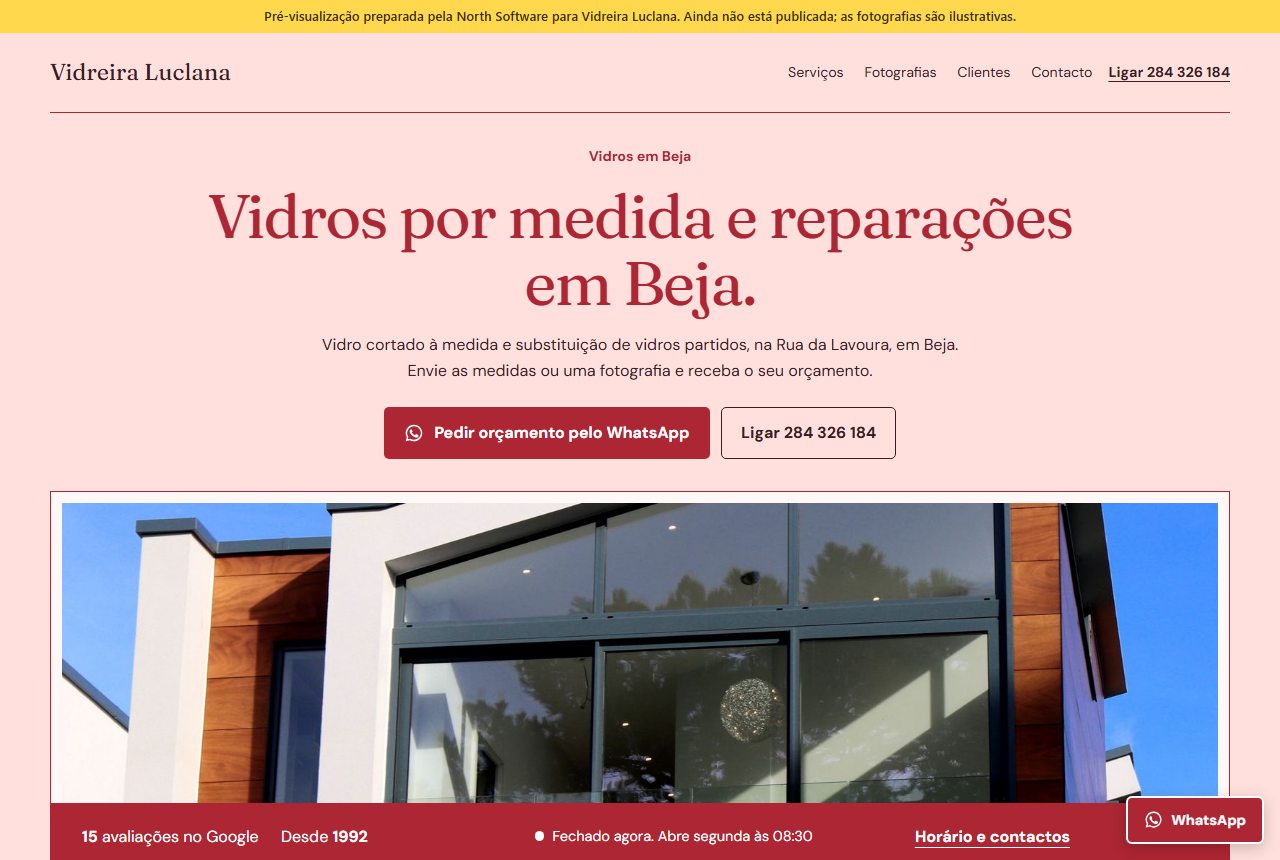 Pré-visualização preparada pela North Software para Vidreira Luclana. Ainda não está publicada; as fotografias são ilustrativas.
Vidreira Luclana
Serviços Fotografias Clientes Contacto Ligar 284 326 184
Vidros em Beja
Vidros por medida e reparações
em Beja.
Vidro cortado à medida e substituição de vidros partidos, na Rua da Lavoura, em Beja.
Envie as medidas ou uma fotografia e receba o seu orçamento.
Pedir orçamento pelo WhatsApp
Ligar 284 326 184
15 avaliações no Google Desde 1992
Fechado agora. Abre segunda às 08:30
Horário e contactos
WhatsApp